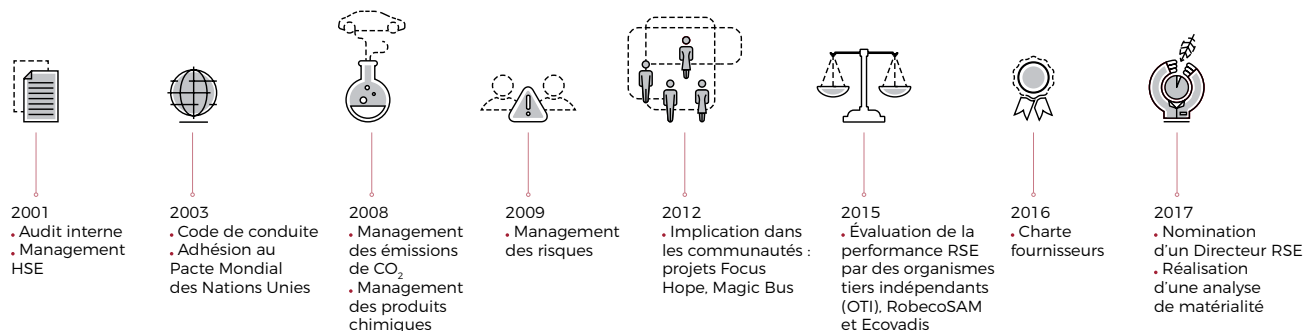 2001
• Audit interne
• Management
HSE
2003
• Code de conduite
• Adhésion au
Pacte Mondial
des Nations Unies
2008
• Management
des émissions
de CO₂
• Management
des produits
chimiques
2009
• Management
des risques
2012
• Implication dans
les communautés :
projets Focus
Hope, Magic Bus
2015
• Évaluation de la
performance RSE
par des organismes
tiers indépendants
(OTI), RobecoSAM
et Ecovadis
2016
• Charte
fournisseurs
2017
• Nomination
d'un Directeur RSE
• Réalisation
d'une analyse
de matérialité